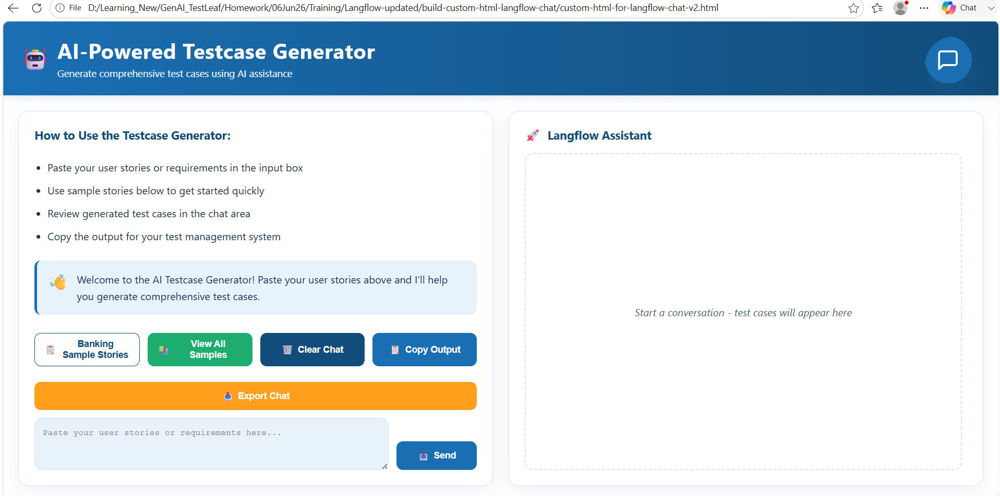 File D:/Learning_New/GenAI_TestLeaf/Homework/06Jun26/Training/Langflow-updated/build-custom-html-langflow-chat/custom-html-for-langflow-chat-v2.html
Chat
AI-Powered Testcase Generator
Generate comprehensive test cases using AI assistance
How to Use the Testcase Generator:
• Paste your user stories or requirements in the input box
• Use sample stories below to get started quickly
• Review generated test cases in the chat area
• Copy the output for your test management system
Welcome to the AI Testcase Generator! Paste your user stories above and I'll help
you generate comprehensive test cases.
Banking
Sample Stories
View All
Samples
Clear Chat
Copy Output
Export Chat
Paste your user stories or requirements here...
Send
Langflow Assistant
Start a conversation - test cases will appear here